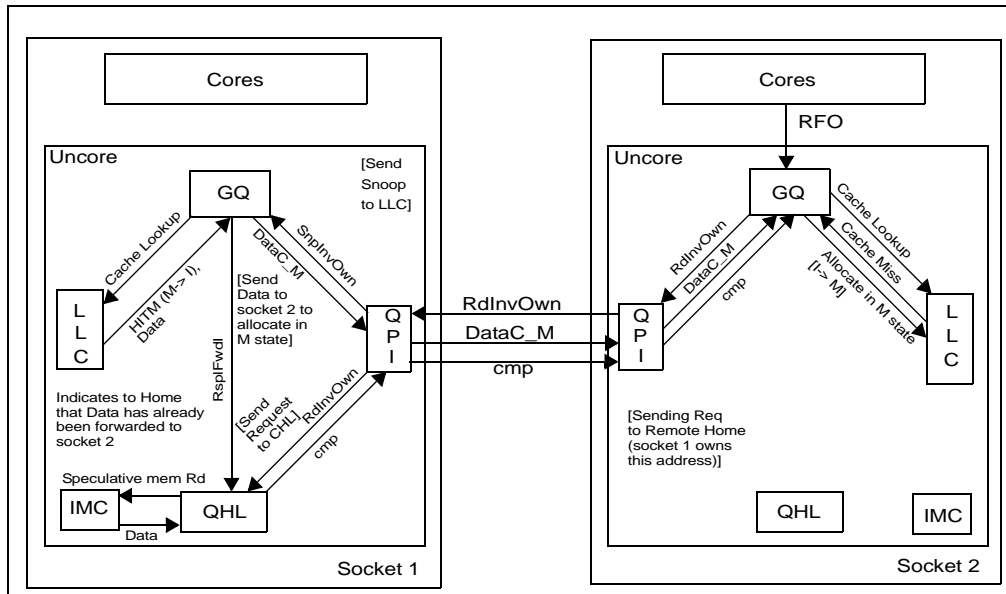 Cores
Uncore
[Send
Snoop
to LLC]
GQ
Cache Lookup
HITM (M-> I),
Data
SnpInvOwn
DataC_M
[Send
Data to
socket 2 to
allocate in
M state]
L
L
C
Q
P
I
RspIFwdI
Indicates to Home
that Data has already
been forwarded to
socket 2
[Send
Request
to CHL]
RdInvOwn
cmp
Speculative mem Rd
IMC
Data
QHL
Socket 1
RdInvOwn
DataC_M
cmp
Cores
RFO
Uncore
GQ
RdInvOwn
DataC_M
cmp
Cache Lookup
Cache Miss
Allocate in M state
[I-> M]
Q
P
I
L
L
C
[Sending Req
to Remote Home
(socket 1 owns
this address)]
QHL
IMC
Socket 2